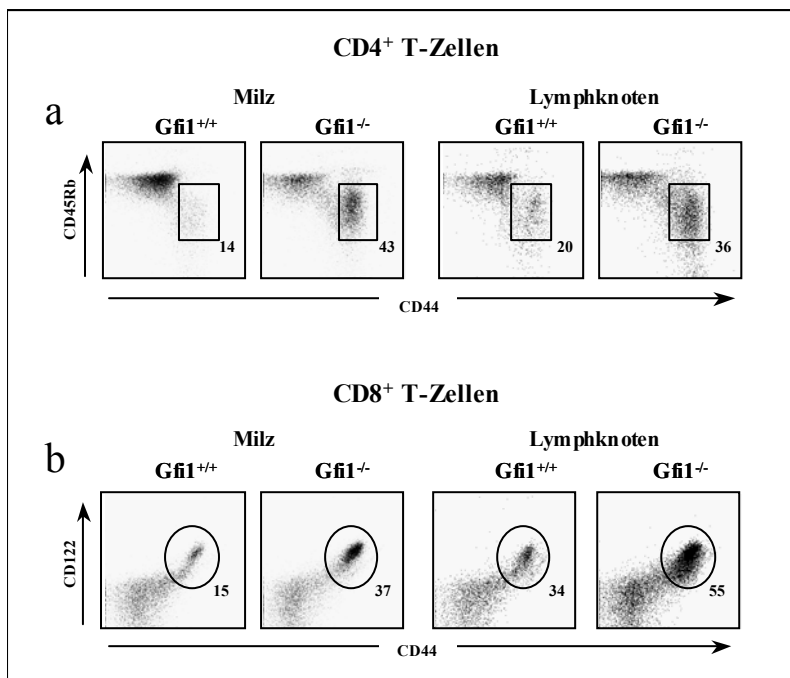 CD4⁺ T-Zellen
a
Milz Lymphknoten
Gfi1⁺/⁺ Gfi1⁻/⁻ Gfi1⁺/⁺ Gfi1⁻/⁻
CD45Rb
14 43 20 36
CD44
CD8⁺ T-Zellen
b
Milz Lymphknoten
Gfi1⁺/⁺ Gfi1⁻/⁻ Gfi1⁺/⁺ Gfi1⁻/⁻
CD122
15 37 34 55
CD44